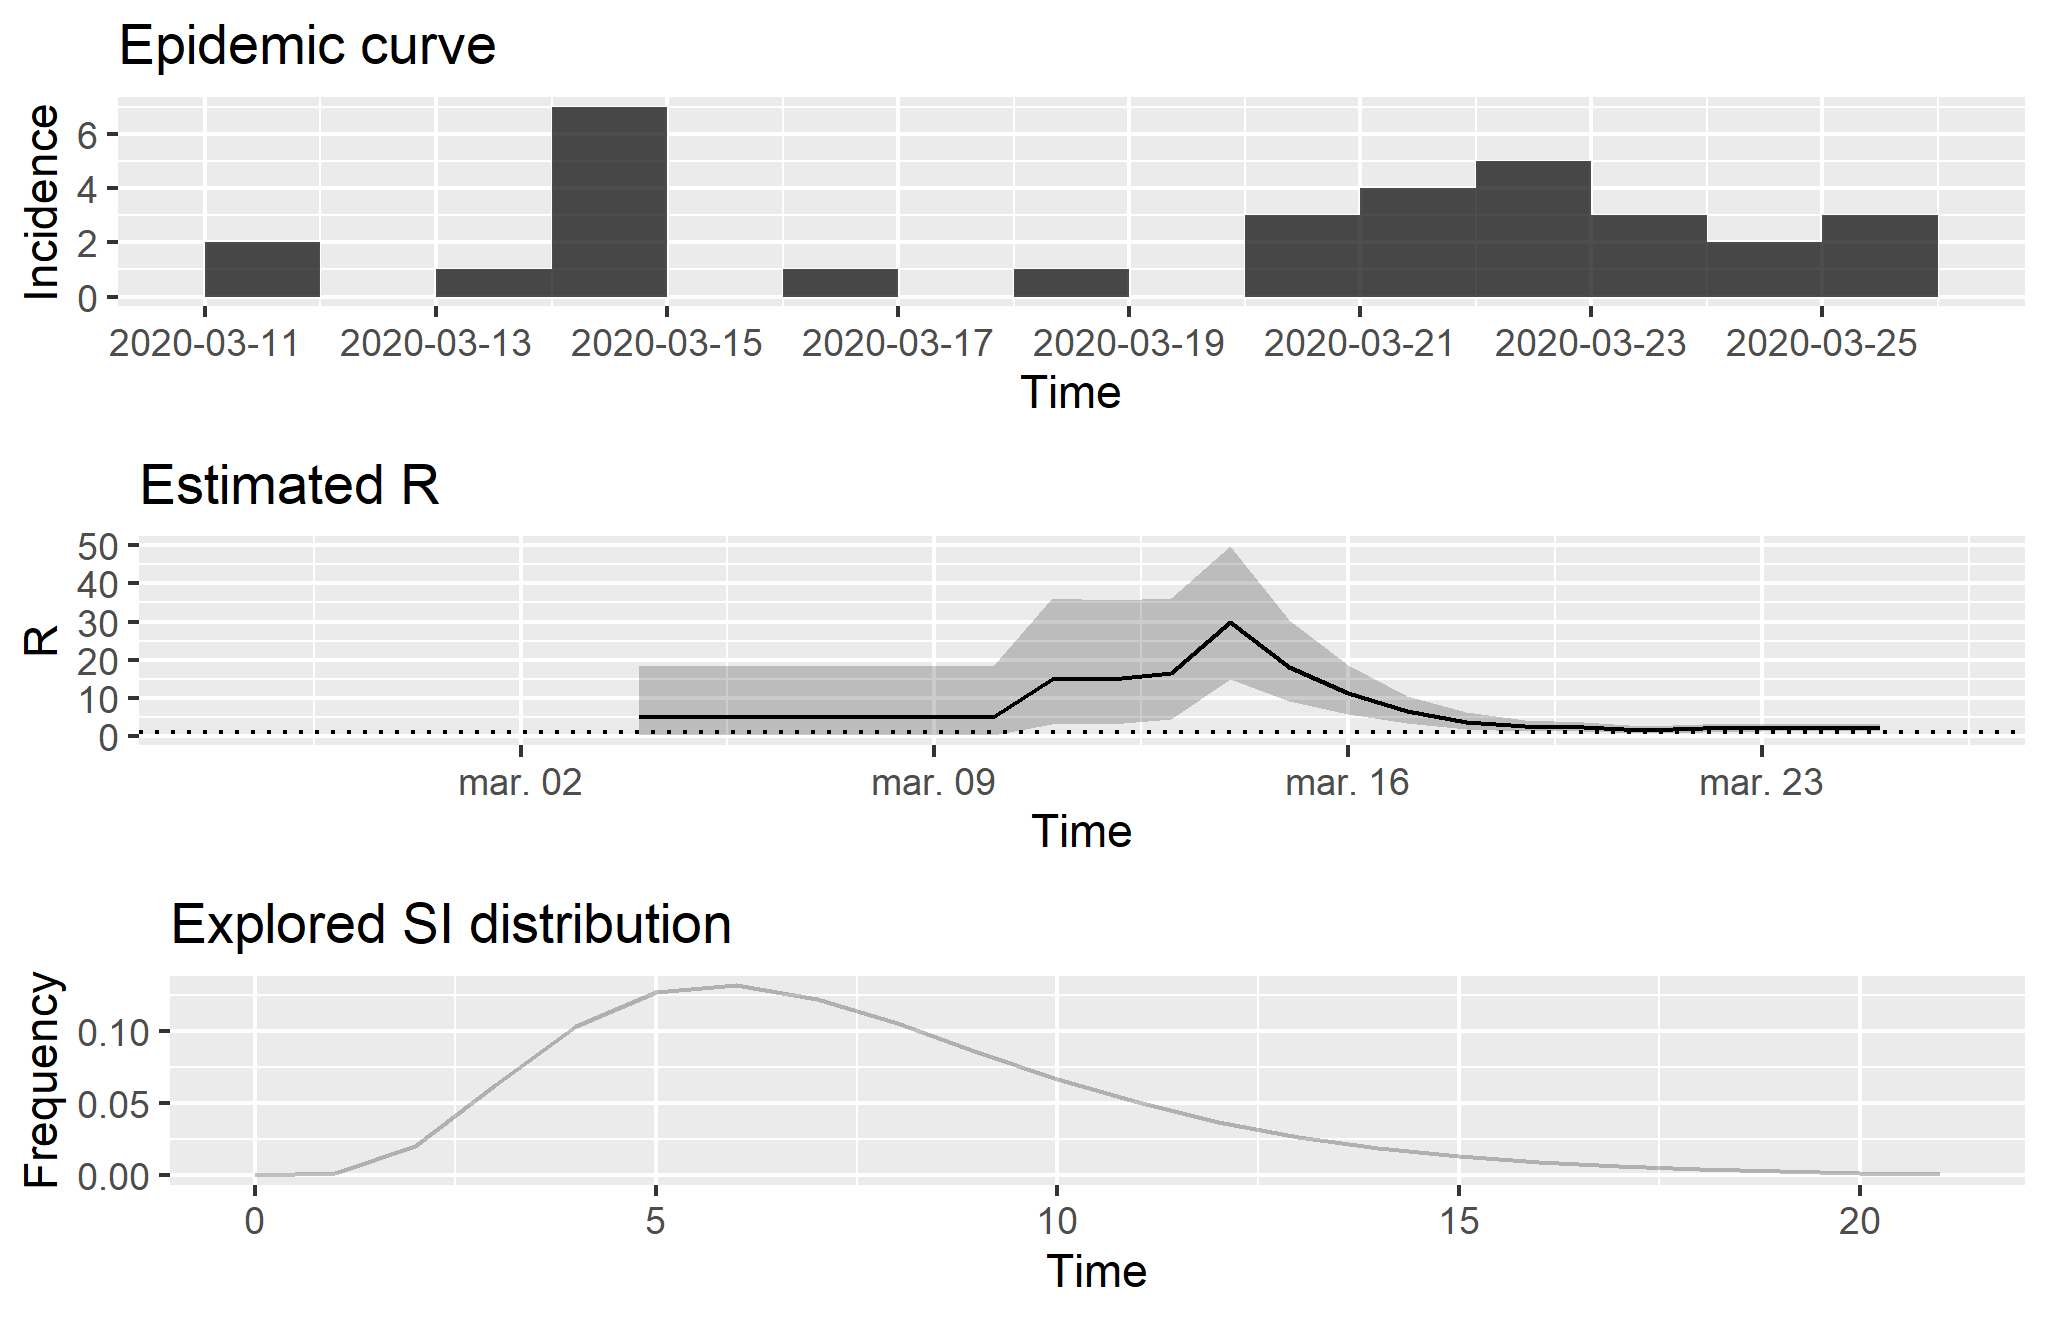 Epidemic curve
Incidence
6
4
2
0
2020-03-11 2020-03-13 2020-03-15 2020-03-17 2020-03-19 2020-03-21 2020-03-23 2020-03-25
Time
Estimated R
R
50
40
30
20
10
0
mar. 02 mar. 09 mar. 16 mar. 23
Time
Explored SI distribution
Frequency
0.10
0.05
0.00
0 5 10 15 20
Time